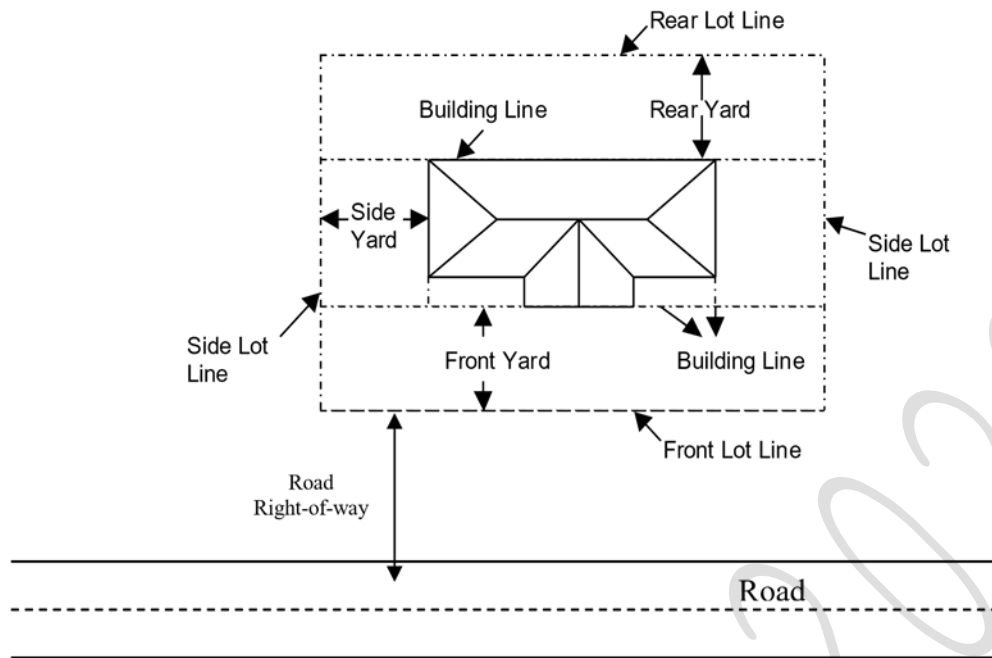 Rear Lot Line
Building Line
Rear Yard
Side
Yard
Side Lot
Line
Side Lot
Line
Front Yard
Building Line
Front Lot Line
Road
Right-of-way
Road